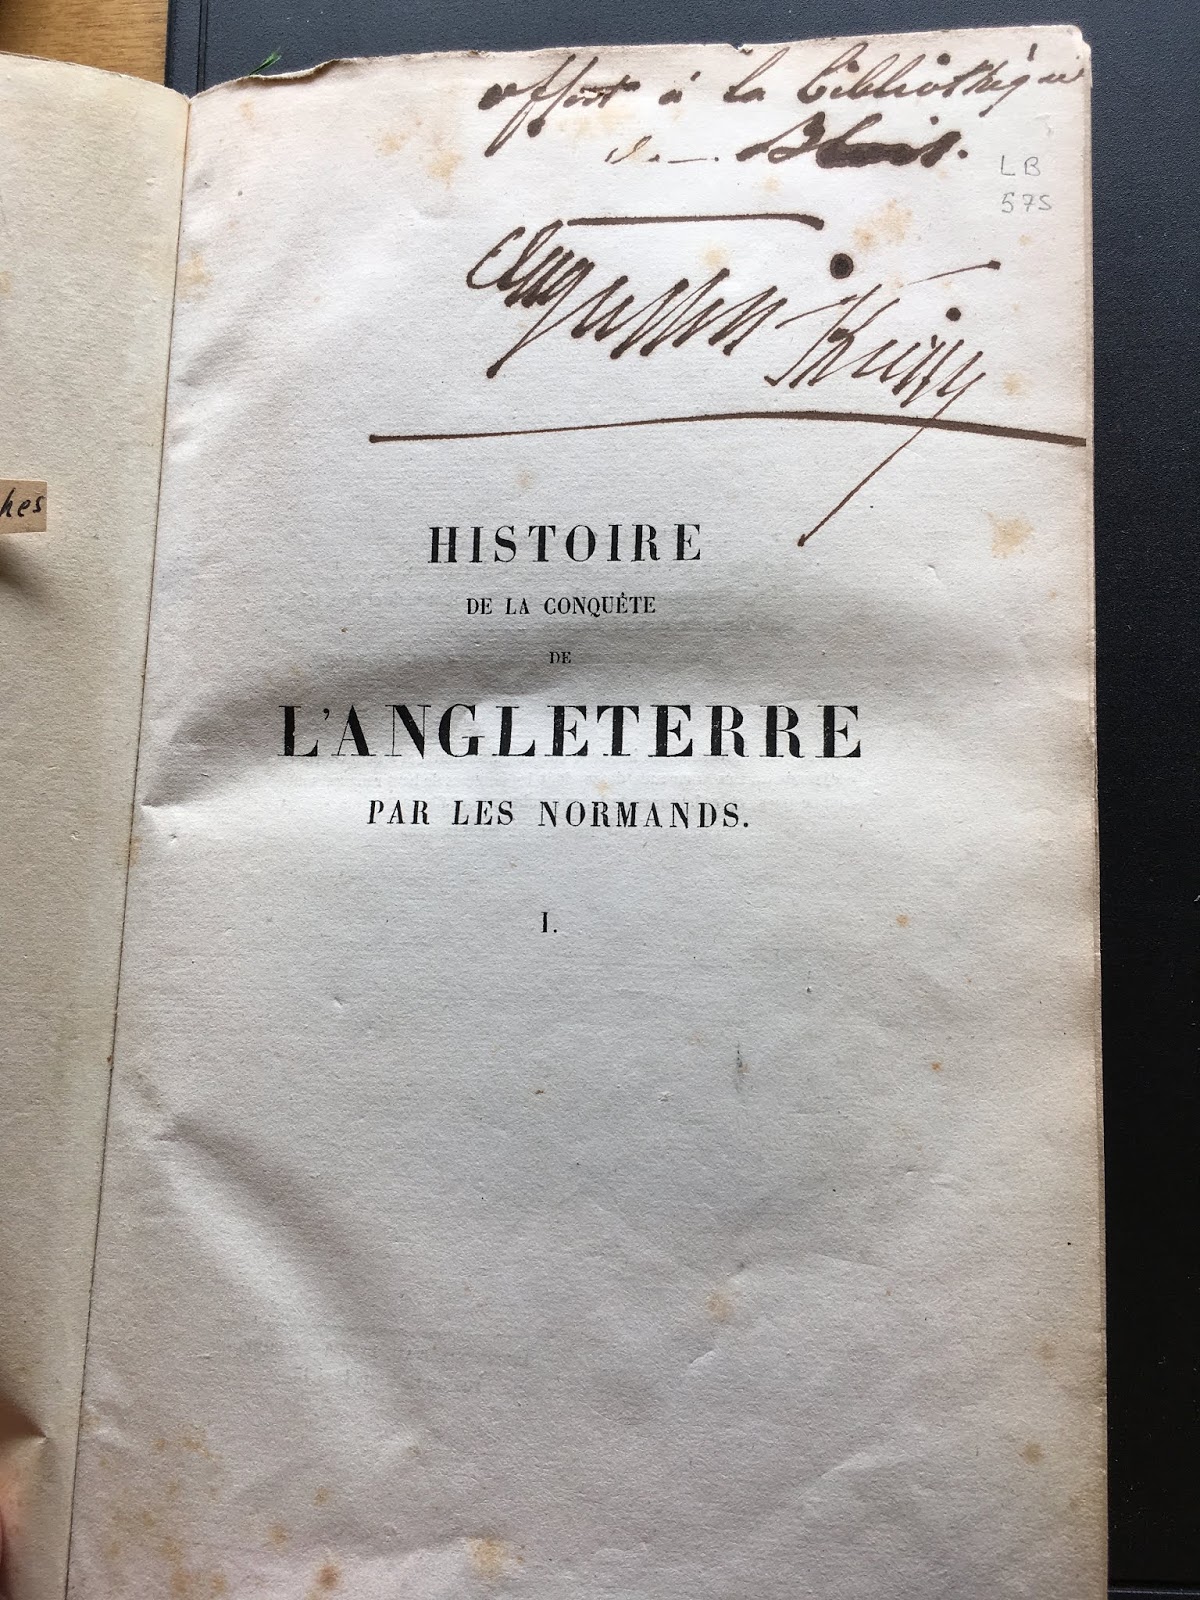 offert à la bibliothèque
de Blois.
LB
575
Augustin Thierry
hes
HISTOIRE
DE LA CONQUÊTE
DE
L'ANGLETERRE
PAR LES NORMANDS.
I.